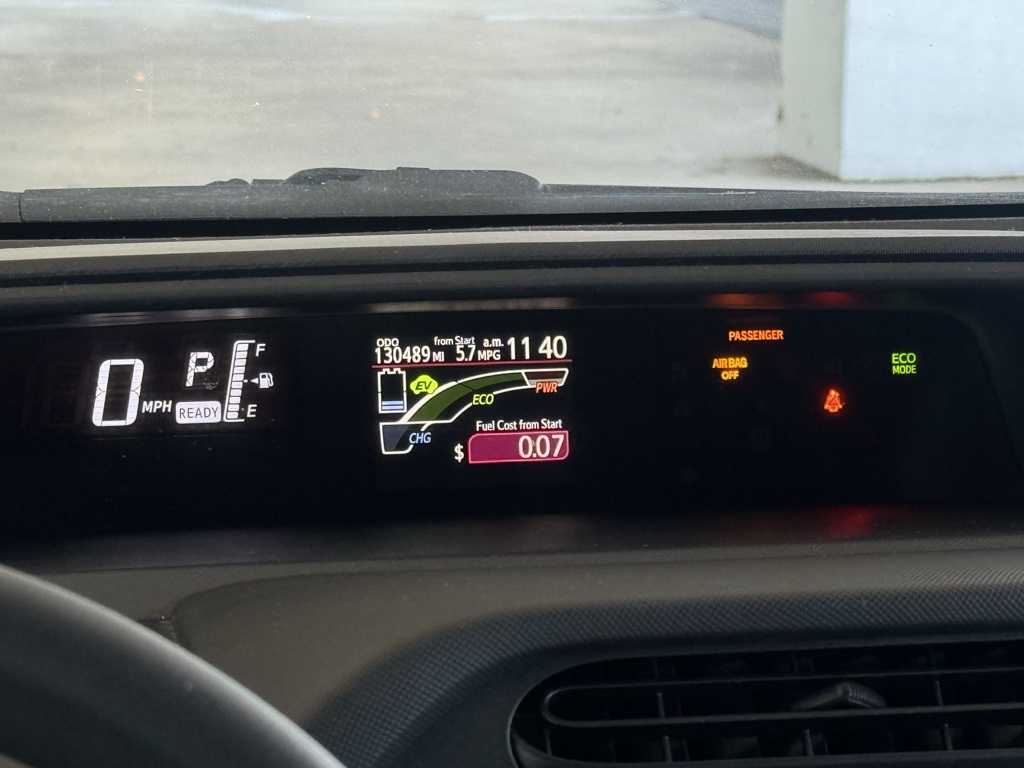 0 MPH
P
READY
F
E
ODO from Start a.m.
130489 MI 5.7 MPG 11 40
EV
ECO
PWR
CHG
Fuel Cost from Start
$ 0.07
PASSENGER
AIR BAG
OFF
ECO
MODE